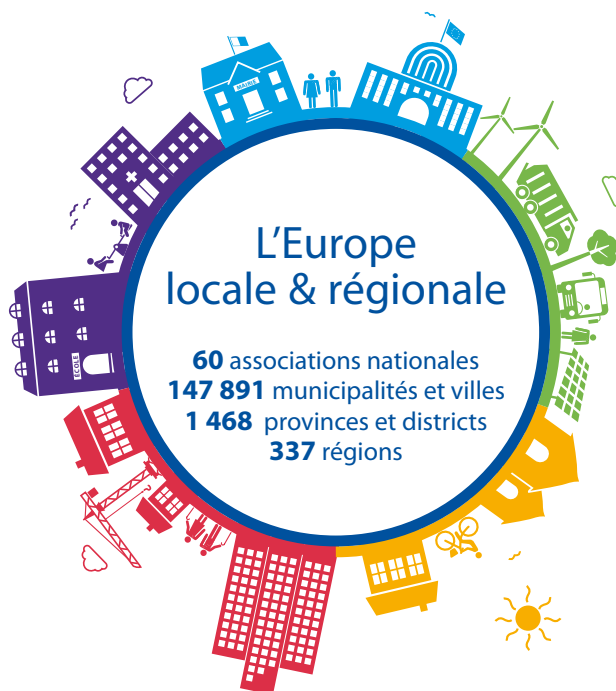 MAIRIE
L'Europe
locale & régionale
60 associations nationales
147 891 municipalités et villes
1 468 provinces et districts
337 régions
ÉCOLE